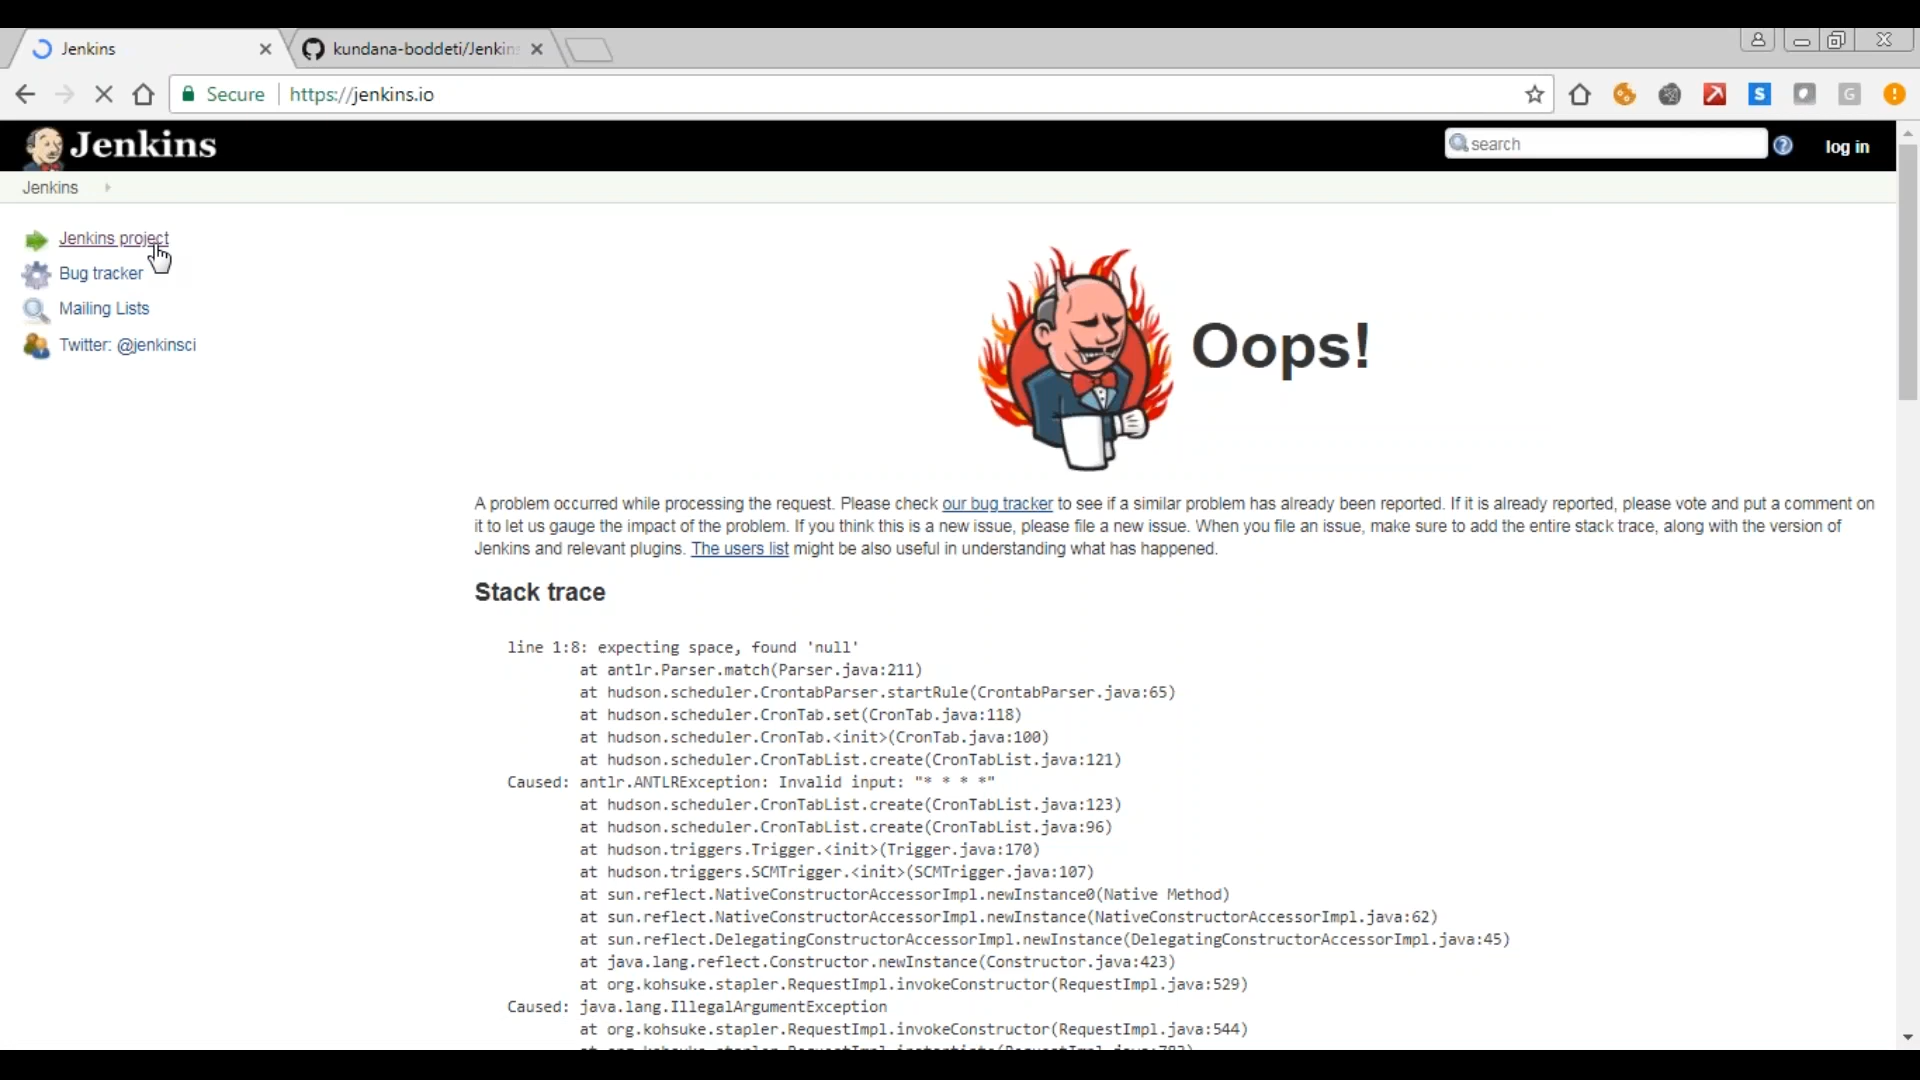 Jenkins
kundana-boddeti/Jenkin
Secure
https://jenkins.io
Jenkins
search
log in
Jenkins
Jenkins project
Bug tracker
Mailing Lists
Twitter: @jenkinsci
Oops!
A problem occurred while processing the request. Please check our bug tracker to see if a similar problem has already been reported. If it is already reported, please vote and put a comment on
it to let us gauge the impact of the problem. If you think this is a new issue, please file a new issue. When you file an issue, make sure to add the entire stack trace, along with the version of
Jenkins and relevant plugins. The users list might be also useful in understanding what has happened.
Stack trace
line 1:8: expecting space, found 'null'
at antlr.Parser.match(Parser.java:211)
at hudson.scheduler.CrontabParser.startRule(CrontabParser.java:65)
at hudson.scheduler.CronTab.set(CronTab.java:118)
at hudson.scheduler.CronTab.<init>(CronTab.java:100)
at hudson.scheduler.CronTabList.create(CronTabList.java:121)
Caused: antlr.ANTLRException: Invalid input: "* * * *"
at hudson.scheduler.CronTabList.create(CronTabList.java:123)
at hudson.scheduler.CronTabList.create(CronTabList.java:96)
at hudson.triggers.Trigger.<init>(Trigger.java:170)
at hudson.triggers.SCMTrigger.<init>(SCMTrigger.java:107)
at sun.reflect.NativeConstructorAccessorImpl.newInstance0(Native Method)
at sun.reflect.NativeConstructorAccessorImpl.newInstance(NativeConstructorAccessorImpl.java:62)
at sun.reflect.DelegatingConstructorAccessorImpl.newInstance(DelegatingConstructorAccessorImpl.java:45)
at java.lang.reflect.Constructor.newInstance(Constructor.java:423)
at org.kohsuke.stapler.RequestImpl.invokeConstructor(RequestImpl.java:529)
Caused: java.lang.IllegalArgumentException
at org.kohsuke.stapler.RequestImpl.invokeConstructor(RequestImpl.java:544)